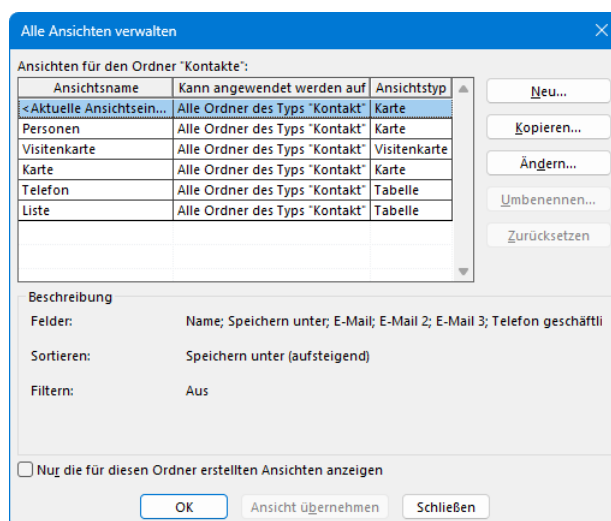 Alle Ansichten verwalten
Ansichten für den Ordner "Kontakte":
Ansichtsname Kann angewendet werden auf Ansichtstyp
<Aktuelle Ansichtsein... Alle Ordner des Typs "Kontakt" Karte
Personen Alle Ordner des Typs "Kontakt" Karte
Visitenkarte Alle Ordner des Typs "Kontakt" Visitenkarte
Karte Alle Ordner des Typs "Kontakt" Karte
Telefon Alle Ordner des Typs "Kontakt" Tabelle
Liste Alle Ordner des Typs "Kontakt" Tabelle
Neu...
Kopieren...
Ändern...
Umbenennen...
Zurücksetzen
Beschreibung
Felder: Name; Speichern unter; E-Mail; E-Mail 2; E-Mail 3; Telefon geschäftli
Sortieren: Speichern unter (aufsteigend)
Filtern: Aus
Nur die für diesen Ordner erstellten Ansichten anzeigen
OK Ansicht übernehmen Schließen